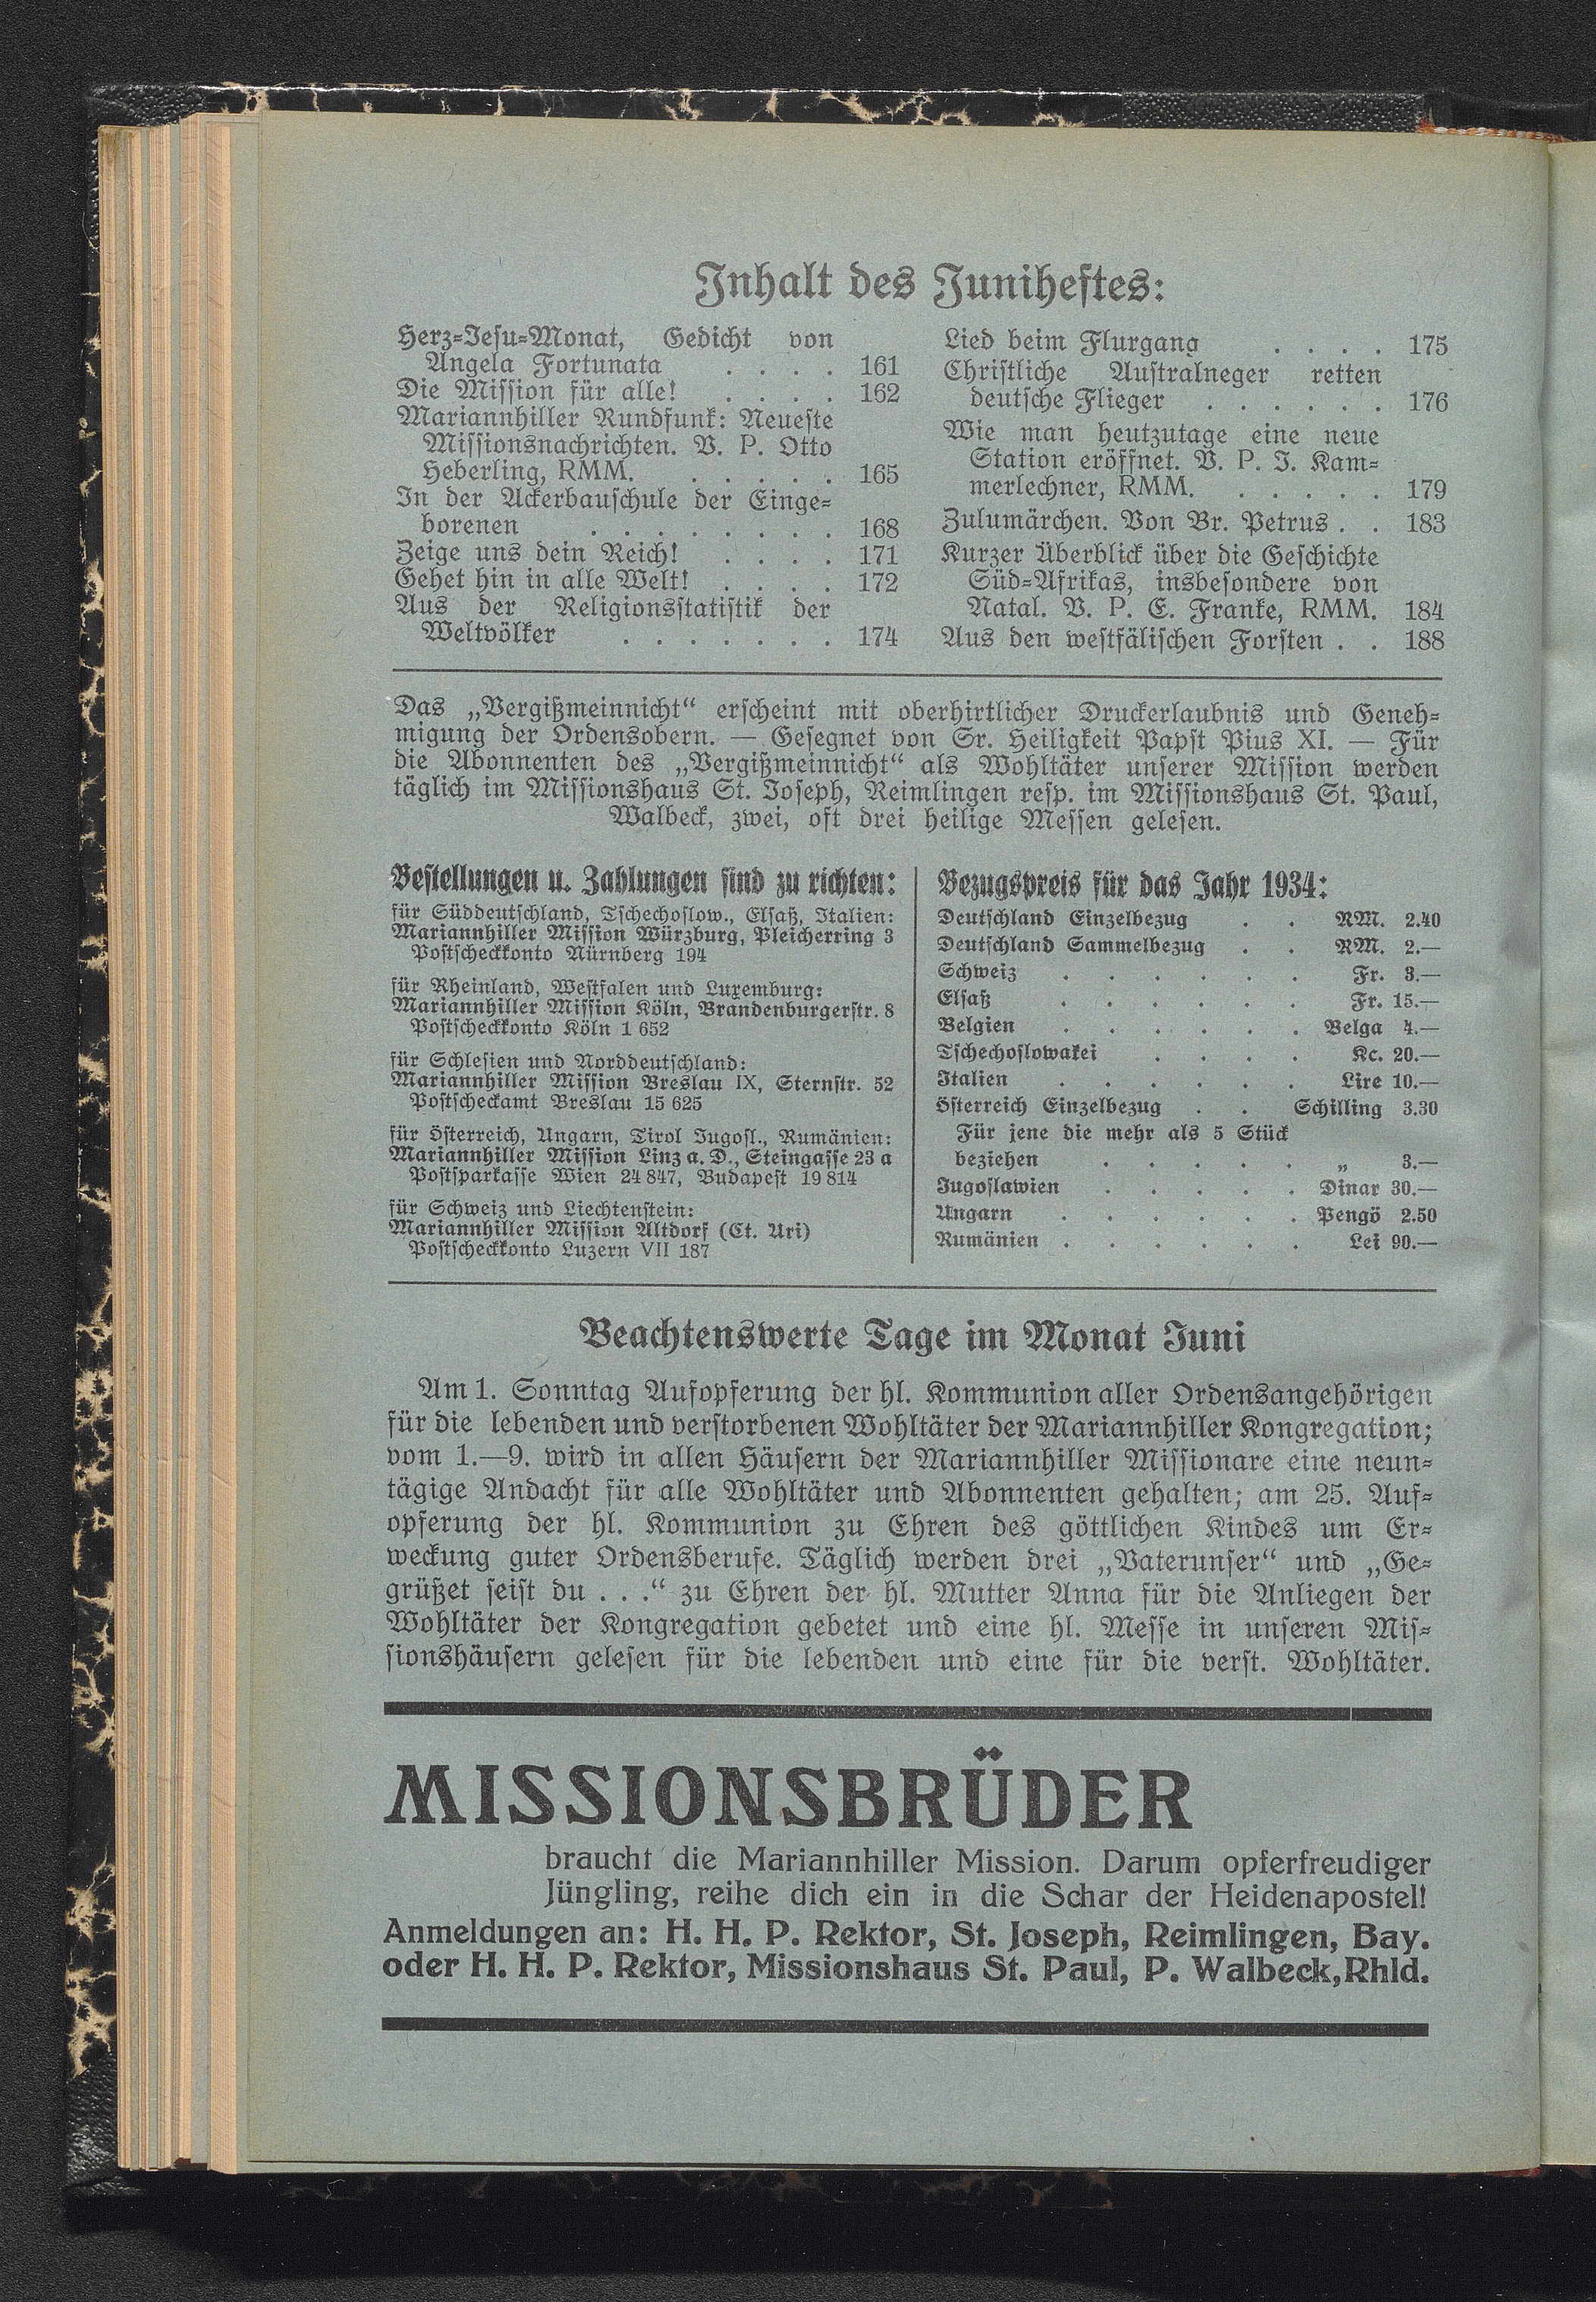 Inhalt des Juniheftes:
Herz-Jesu-Monat, Gedicht von
Angela Fortunata . . . . 161
Die Mission für alle! . . . . 162
Mariannhiller Rundfunk: Neueste
Missionsnachrichten. V. P. Otto
Heberling, RMM. . . . . . 165
In der Ackerbauschule der Einge-
borenen . . . . . . . . 168
Zeige uns dein Reich! . . . . 171
Gehet hin in alle Welt! . . . . 172
Aus der Religionsstatistik der
Weltvölker . . . . . . . 174
Lied beim Flurgang . . . . 175
Christliche Australneger retten
deutsche Flieger . . . . . . 176
Wie man heutzutage eine neue
Station eröffnet. V. P. J. Kam-
merlechner, RMM. . . . . . 179
Zulumärchen. Von Br. Petrus . . 183
Kurzer Überblick über die Geschichte
Süd-Afrikas, insbesondere von
Natal. V. P. E. Franke, RMM. 184
Aus den westfälischen Forsten . . 188
Das „Vergißmeinnicht“ erscheint mit oberhirtlicher Druckerlaubnis und Geneh-
migung der Ordensobern. — Gesegnet von Sr. Heiligkeit Papst Pius XI. — Für
die Abonnenten des „Vergißmeinnicht“ als Wohltäter unserer Mission werden
täglich im Missionshaus St. Joseph, Reimlingen resp. im Missionshaus St. Paul,
Walbeck, zwei, oft drei heilige Messen gelesen.
Bestellungen u. Zahlungen sind zu richten:
für Süddeutschland, Tschechoslow., Elsaß, Italien:
Mariannhiller Mission Würzburg, Pleicherring 3
Postscheckkonto Nürnberg 194
für Rheinland, Westfalen und Luxemburg:
Mariannhiller Mission Köln, Brandenburgerstr. 8
Postscheckkonto Köln 1 652
für Schlesien und Norddeutschland:
Mariannhiller Mission Breslau IX, Sternstr. 52
Postscheckamt Breslau 15 625
für Österreich, Ungarn, Tirol Jugosl., Rumänien:
Mariannhiller Mission Linz a. D., Steingasse 23 a
Postsparkasse Wien 24 847, Budapest 19 814
für Schweiz und Liechtenstein:
Mariannhiller Mission Altdorf (Ct. Uri)
Postscheckkonto Luzern VII 187
Bezugspreis für das Jahr 1934:
Deutschland Einzelbezug . . RM. 2.40
Deutschland Sammelbezug . . RM. 2.—
Schweiz . . . . . . Fr. 3.—
Elsaß . . . . . . Fr. 15.—
Belgien . . . . . . Belga 4.—
Tschechoslowakei . . . . Kc. 20.—
Italien . . . . . . Lire 10.—
Österreich Einzelbezug . . Schilling 3.30
Für jene die mehr als 5 Stück
beziehen . . . . . „ 3.—
Jugoslawien . . . . . Dinar 30.—
Ungarn . . . . . . Pengö 2.50
Rumänien . . . . . . Lei 90.—
Beachtenswerte Tage im Monat Juni
Am 1. Sonntag Aufopferung der hl. Kommunion aller Ordensangehörigen
für die lebenden und verstorbenen Wohltäter der Mariannhiller Kongregation;
vom 1.—9. wird in allen Häusern der Mariannhiller Missionare eine neun-
tägige Andacht für alle Wohltäter und Abonnenten gehalten; am 25. Auf-
opferung der hl. Kommunion zu Ehren des göttlichen Kindes um Er-
weckung guter Ordensberufe. Täglich werden drei „Vaterunser“ und „Ge-
grüßet seist du . . .“ zu Ehren der hl. Mutter Anna für die Anliegen der
Wohltäter der Kongregation gebetet und eine hl. Messe in unseren Mis-
sionshäusern gelesen für die lebenden und eine für die verst. Wohltäter.
MISSIONSBRÜDER
braucht die Mariannhiller Mission. Darum opferfreudiger
Jüngling, reihe dich ein in die Schar der Heidenapostel!
Anmeldungen an: H. H. P. Rektor, St. Joseph, Reimlingen, Bay.
oder H. H. P. Rektor, Missionshaus St. Paul, P. Walbeck, Rhld.